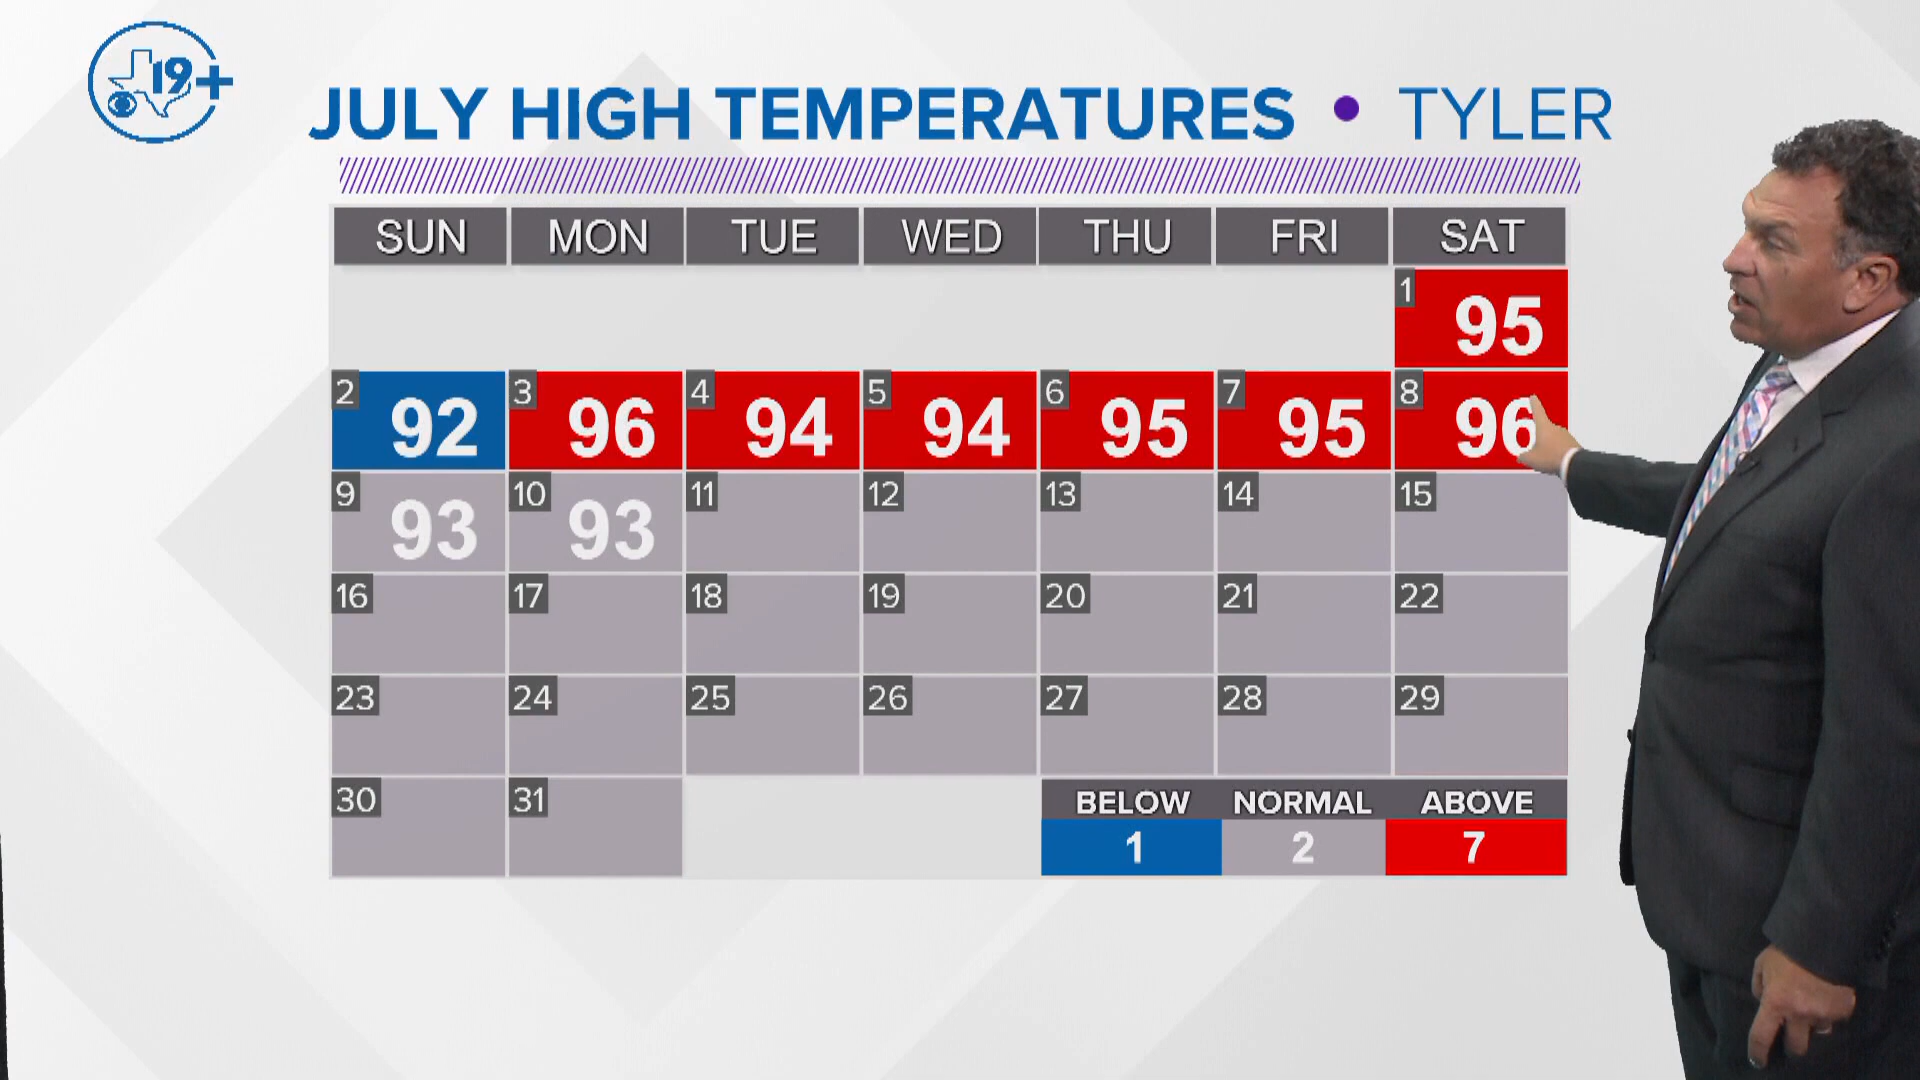 19+
JULY HIGH TEMPERATURES • TYLER
SUN MON TUE WED THU FRI SAT
1 95
2 92 3 96 4 94 5 94 6 95 7 95 8 96
9 93 10 93 11 12 13 14 15
16 17 18 19 20 21 22
23 24 25 26 27 28 29
30 31
BELOW NORMAL ABOVE
1 2 7